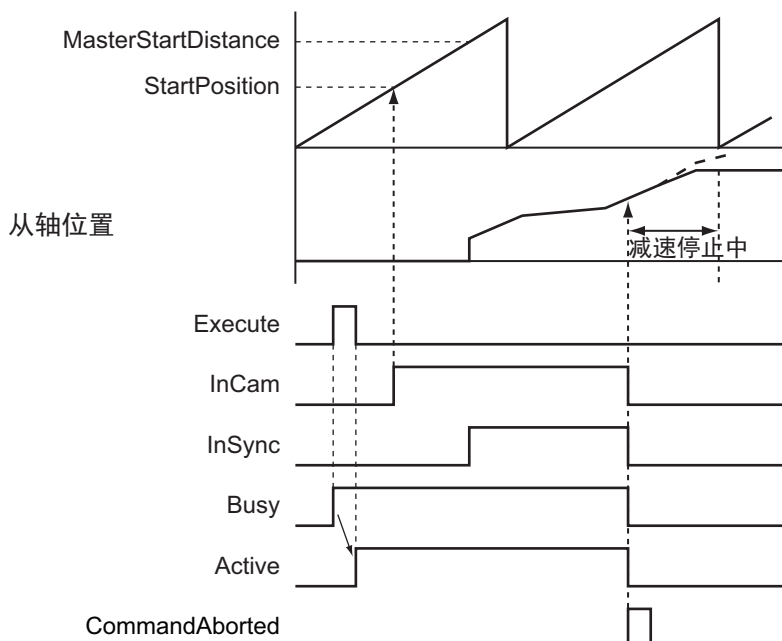 MasterStartDistance
StartPosition
从轴位置
减速停止中
Execute
InCam
InSync
Busy
Active
CommandAborted